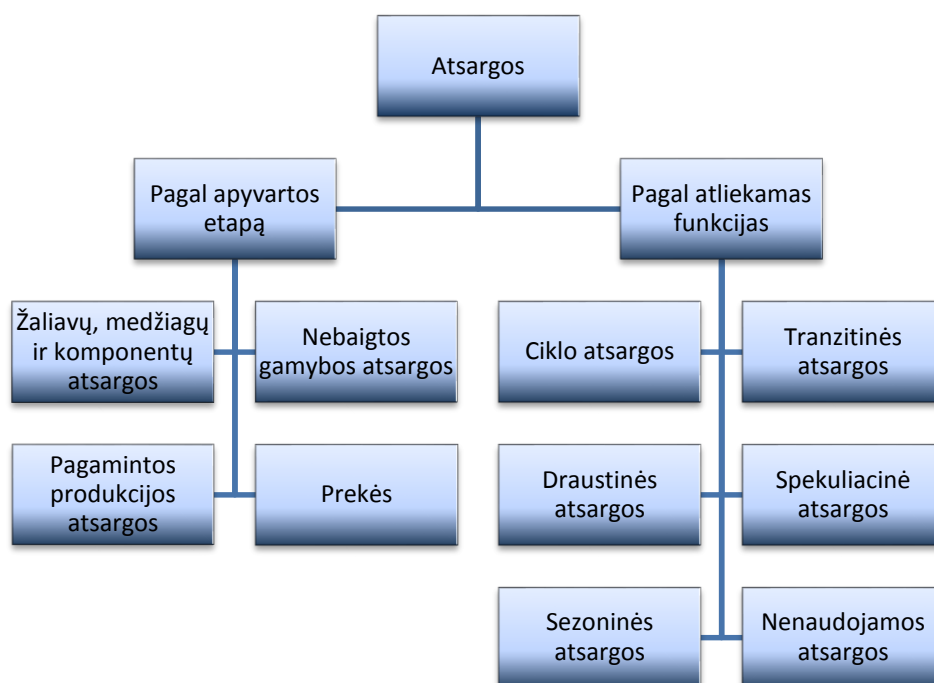 Atsargos
Pagal apyvartos
etapą
Pagal atliekamas
funkcijas
Žaliavų, medžiagų
ir komponentų
atsargos
Nebaigtos
gamybos atsargos
Pagamintos
produkcijos
atsargos
Prekės
Ciklo atsargos
Tranzitinės
atsargos
Draustinės
atsargos
Spekuliacinė
atsargos
Sezoninės
atsargos
Nenaudojamos
atsargos